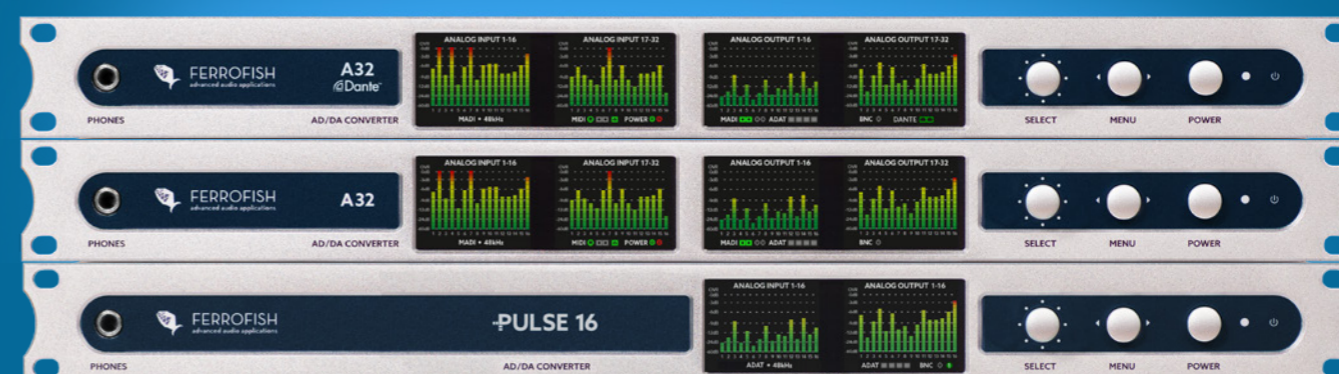 ANALOG INPUT 1-16
ANALOG INPUT 17-32
ANALOG OUTPUT 1-16
ANALOG OUTPUT 17-32
FERROFISH
advanced audio applications
A32
Dante
MADI • 48kHz
MIDI
POWER
MADI
ADAT
BNC
DANTE
PHONES
AD/DA CONVERTER
SELECT
MENU
POWER
ANALOG INPUT 1-16
ANALOG INPUT 17-32
ANALOG OUTPUT 1-16
ANALOG OUTPUT 17-32
FERROFISH
advanced audio applications
A32
MADI • 48kHz
MIDI
POWER
MADI
ADAT
BNC
PHONES
AD/DA CONVERTER
SELECT
MENU
POWER
ANALOG INPUT 1-16
ANALOG OUTPUT 1-16
FERROFISH
advanced audio applications
PULSE 16
ADAT • 48kHz
ADAT
BNC
PHONES
AD/DA CONVERTER
SELECT
MENU
POWER